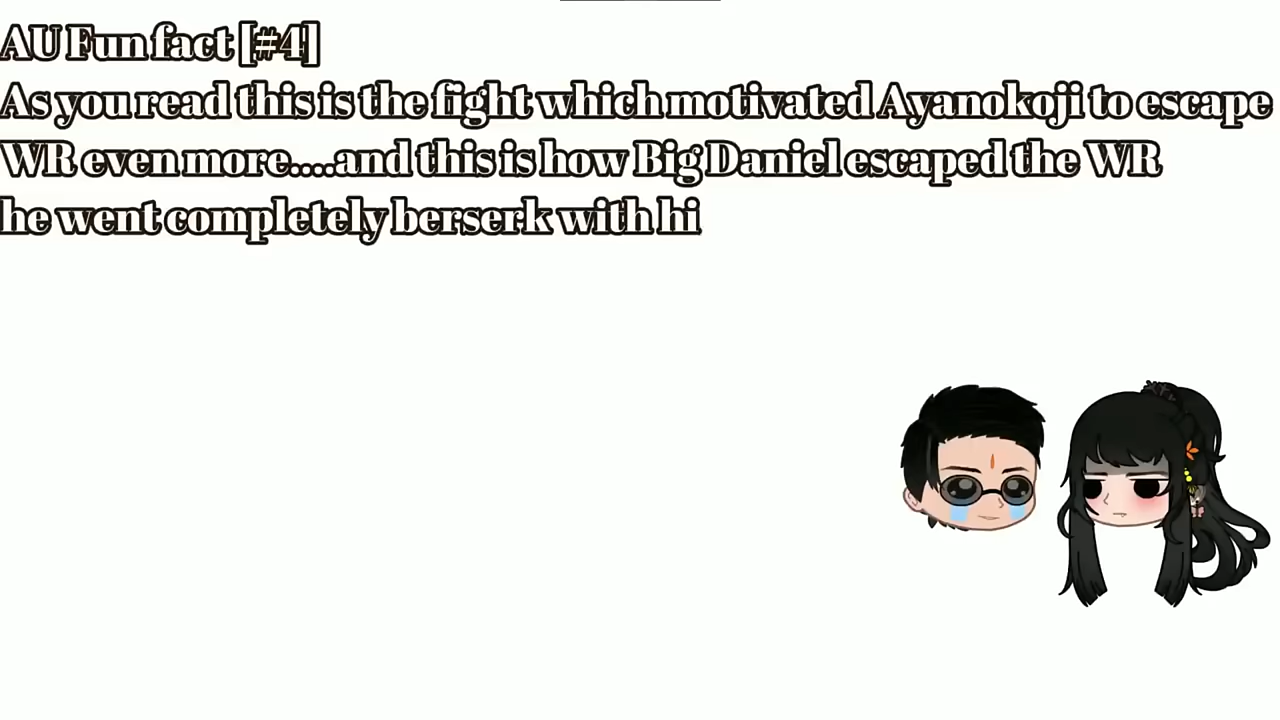 AU Fun fact [#4]
As you read this is the fight which motivated Ayanokoji to escape
WR even more....and this is how Big Daniel escaped the WR
he went completely berserk with hi